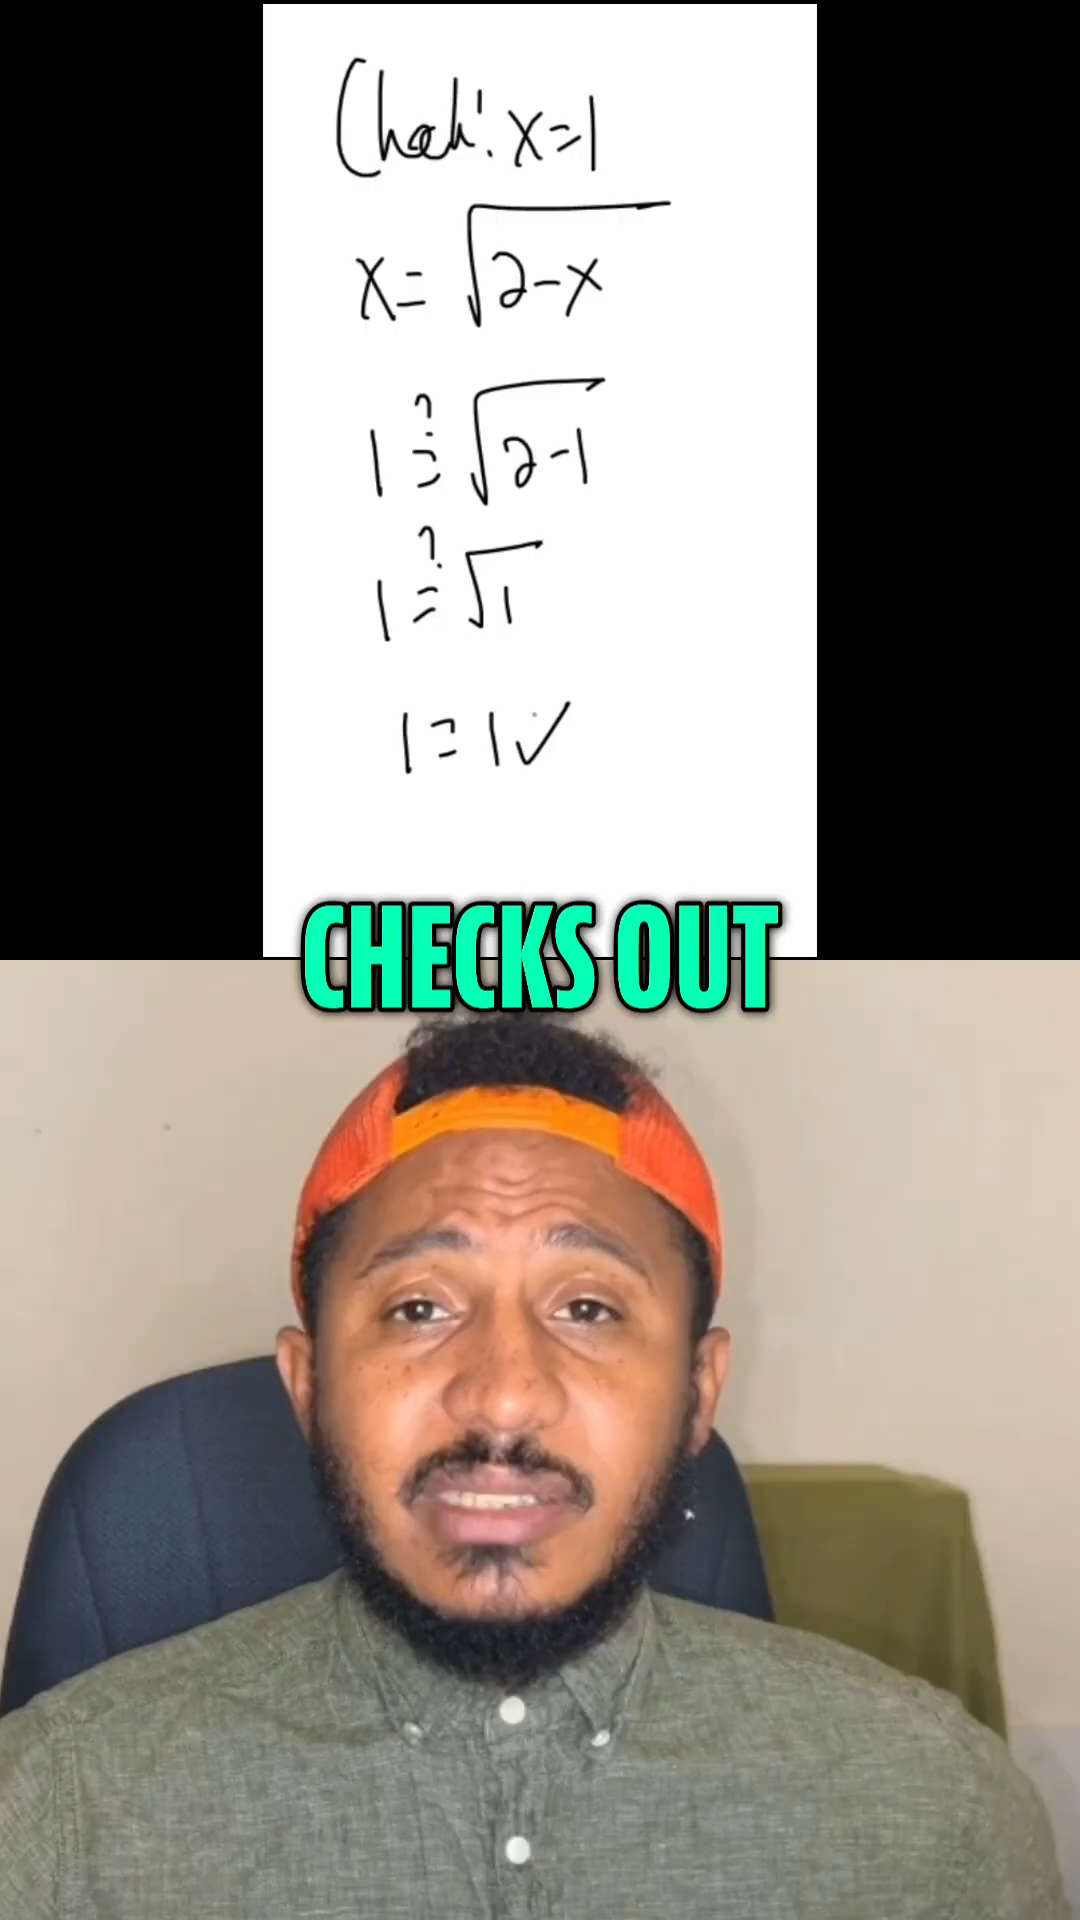 Check: x=1
x= √2-x
1 ≟ √2-1
1 ≟ √1
1=1✓
CHECKS OUT